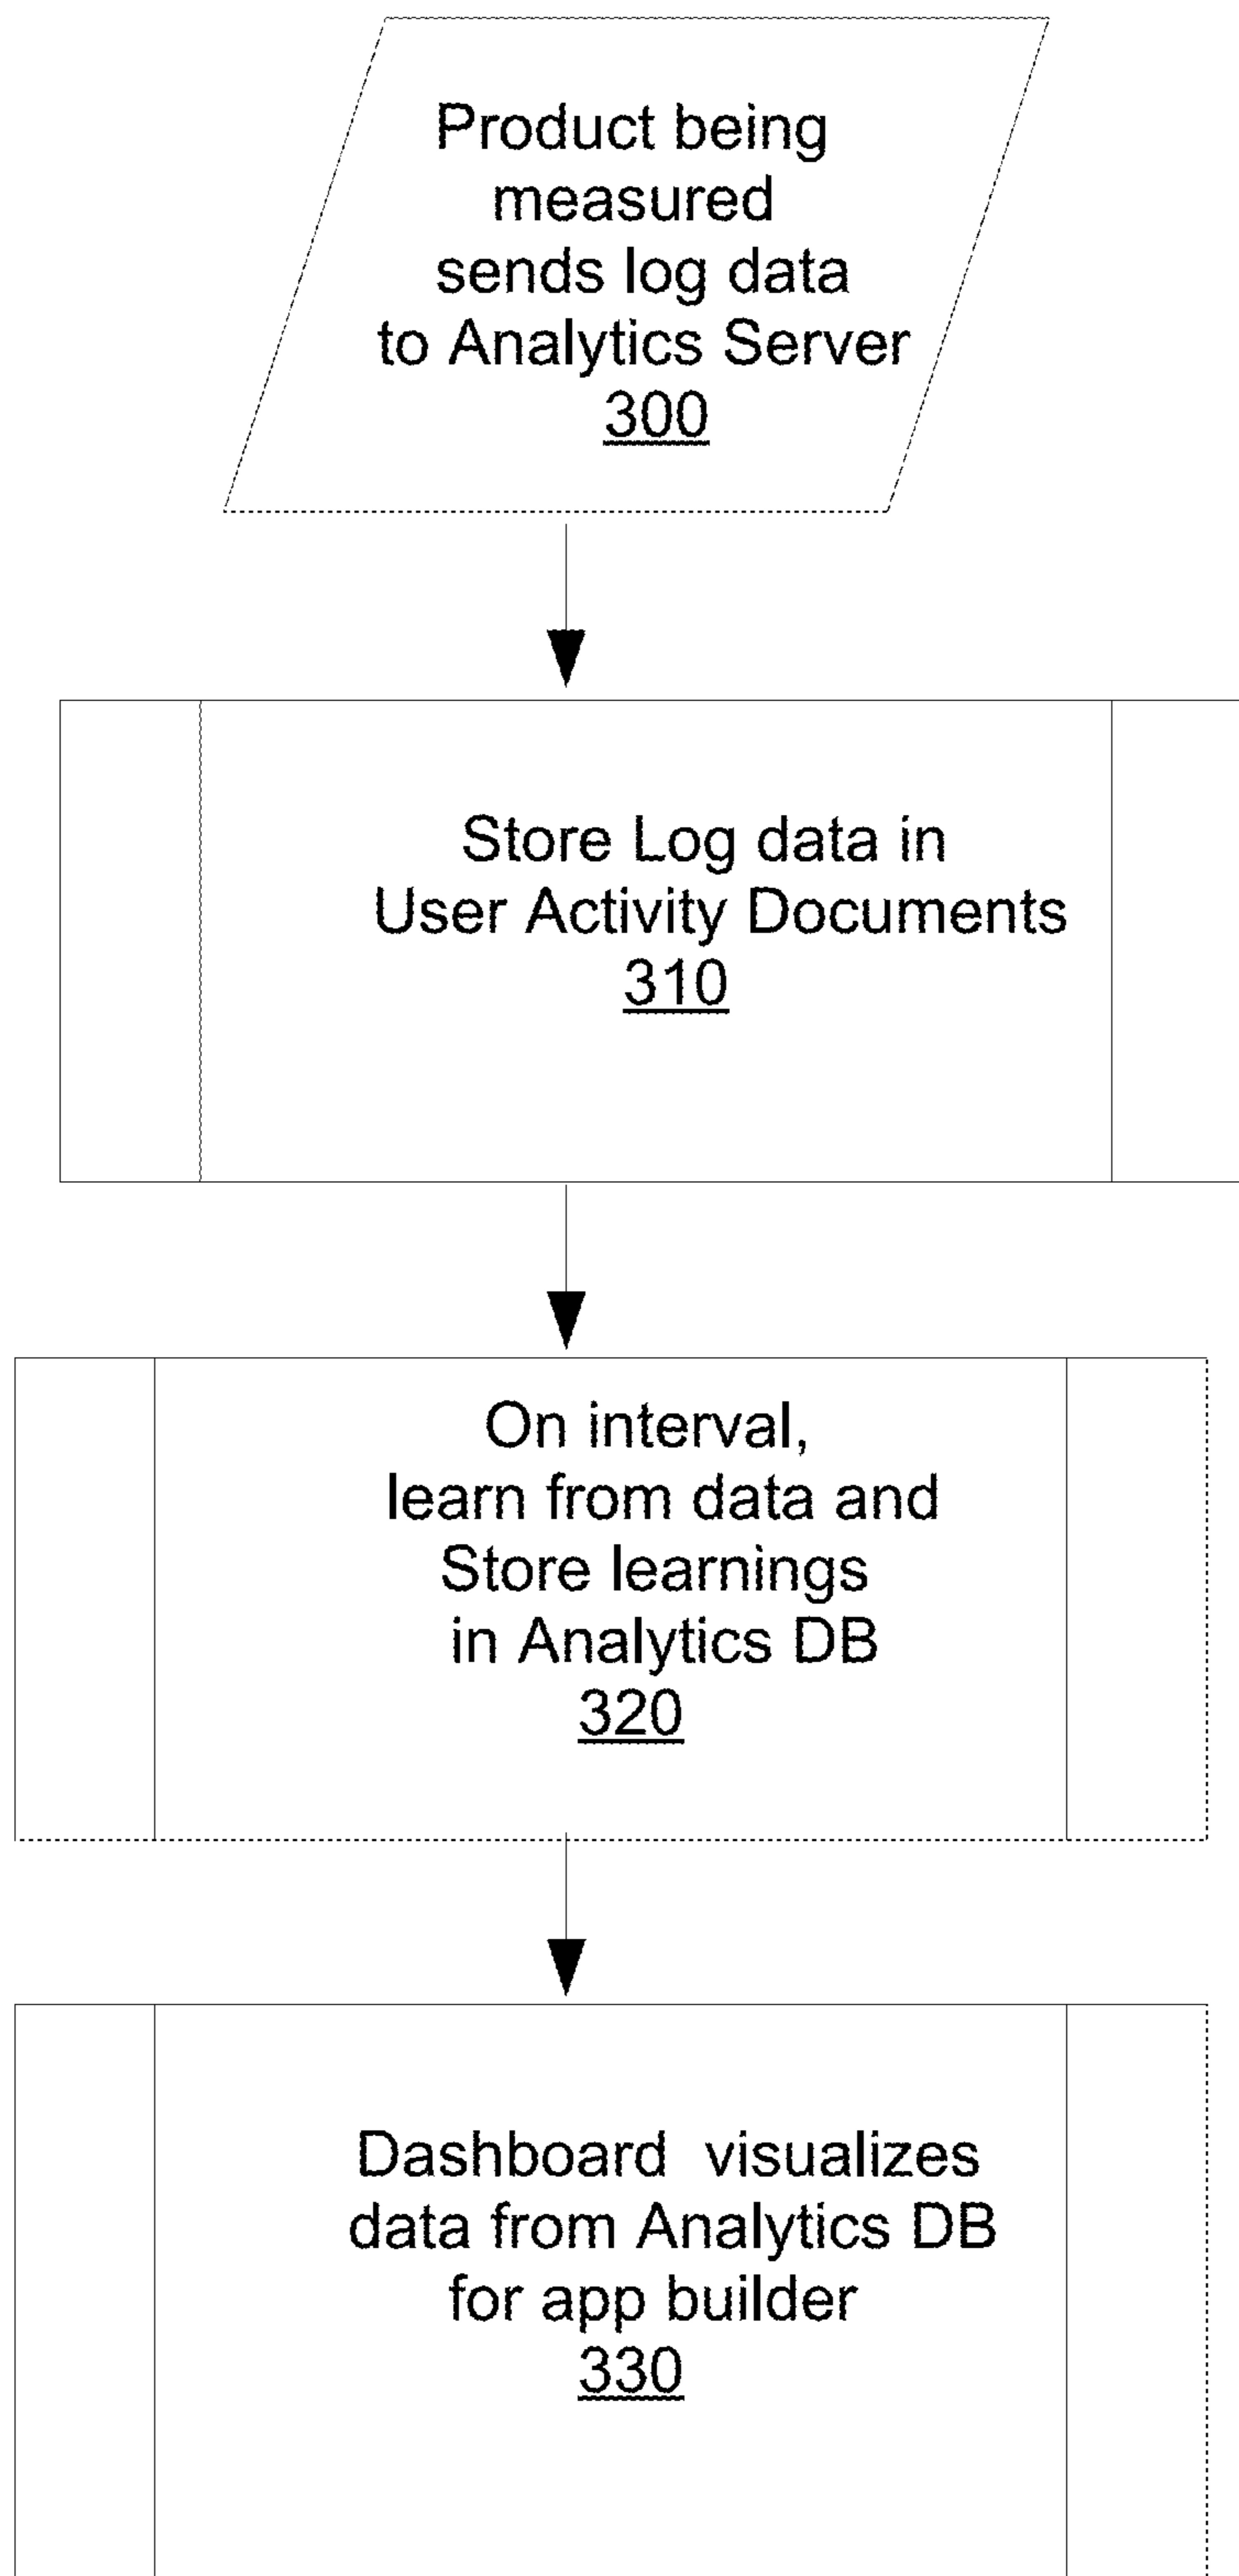 Product being
measured
sends log data
to Analytics Server
300
Store Log data in
User Activity Documents
310
On interval,
learn from data and
Store learnings
in Analytics DB
320
Dashboard visualizes
data from Analytics DB
for app builder
330